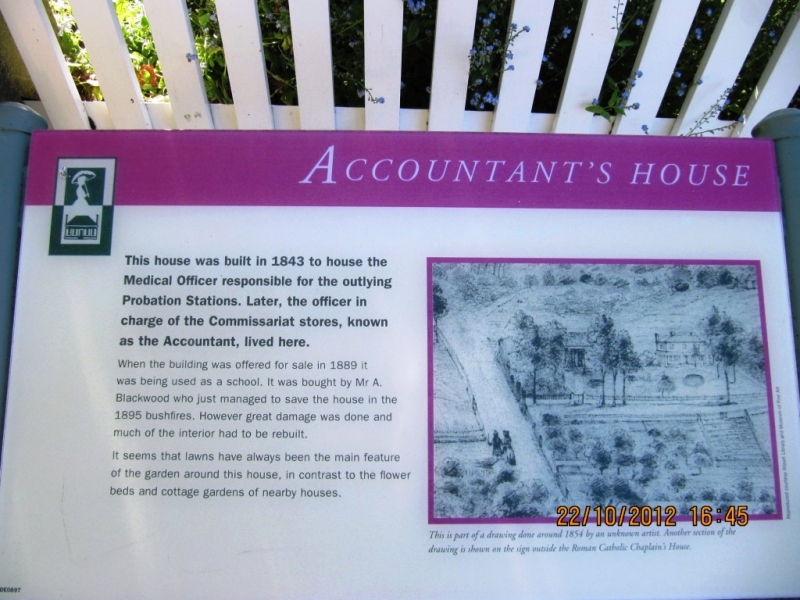 ACCOUNTANT'S HOUSE
This house was built in 1843 to house the
Medical Officer responsible for the outlying
Probation Stations. Later, the officer in
charge of the Commissariat stores, known
as the Accountant, lived here.
When the building was offered for sale in 1889 it
was being used as a school. It was bought by Mr A.
Blackwood who just managed to save the house in the
1895 bushfires. However great damage was done and
much of the interior had to be rebuilt.
It seems that lawns have always been the main feature
of the garden around this house, in contrast to the flower
beds and cottage gardens of nearby houses.
22/10/2012 16:45
This is part of a drawing done around 1854 by an unknown artist. Another section of the
drawing is shown on the sign outside the Roman Catholic Chaplain's House.
Library and Museum of Fine Art